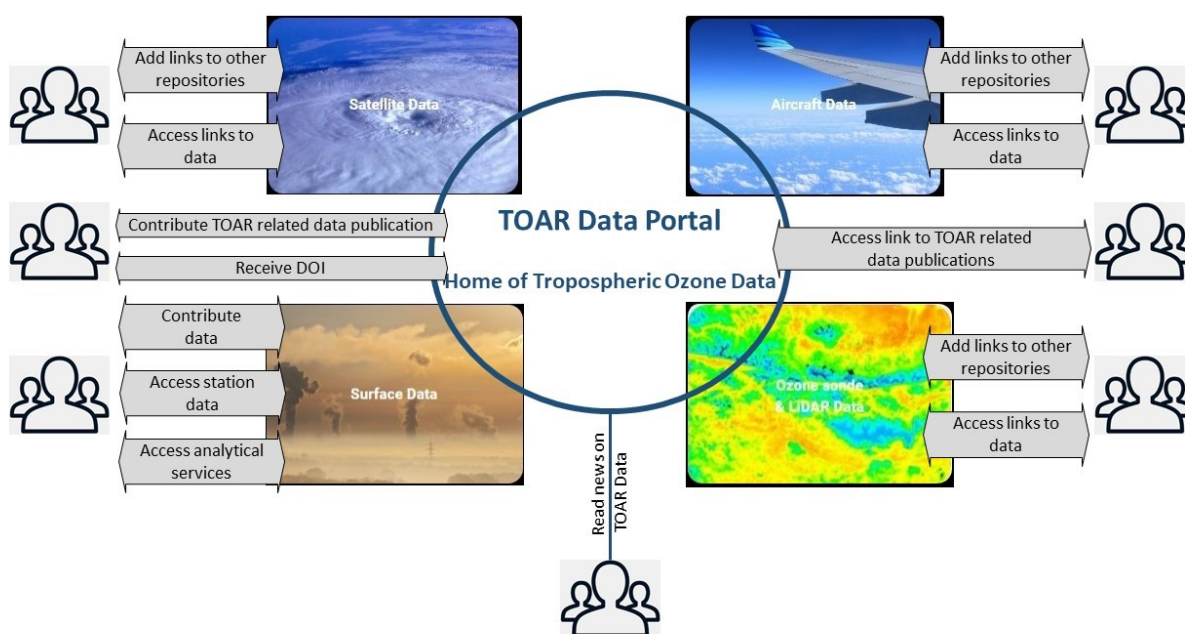 Add links to other
repositories
Satellite Data
Access links to
data
Aircraft Data
Add links to other
repositories
Access links to
data
Contribute TOAR related data publication
Receive DOI
TOAR Data Portal
Home of Tropospheric Ozone Data
Access link to TOAR related
data publications
Contribute
data
Access station
data
Access analytical
services
Surface Data
Ozone sonde
& LiDAR Data
Add links to other
repositories
Access links to
data
Read news on
TOAR Data